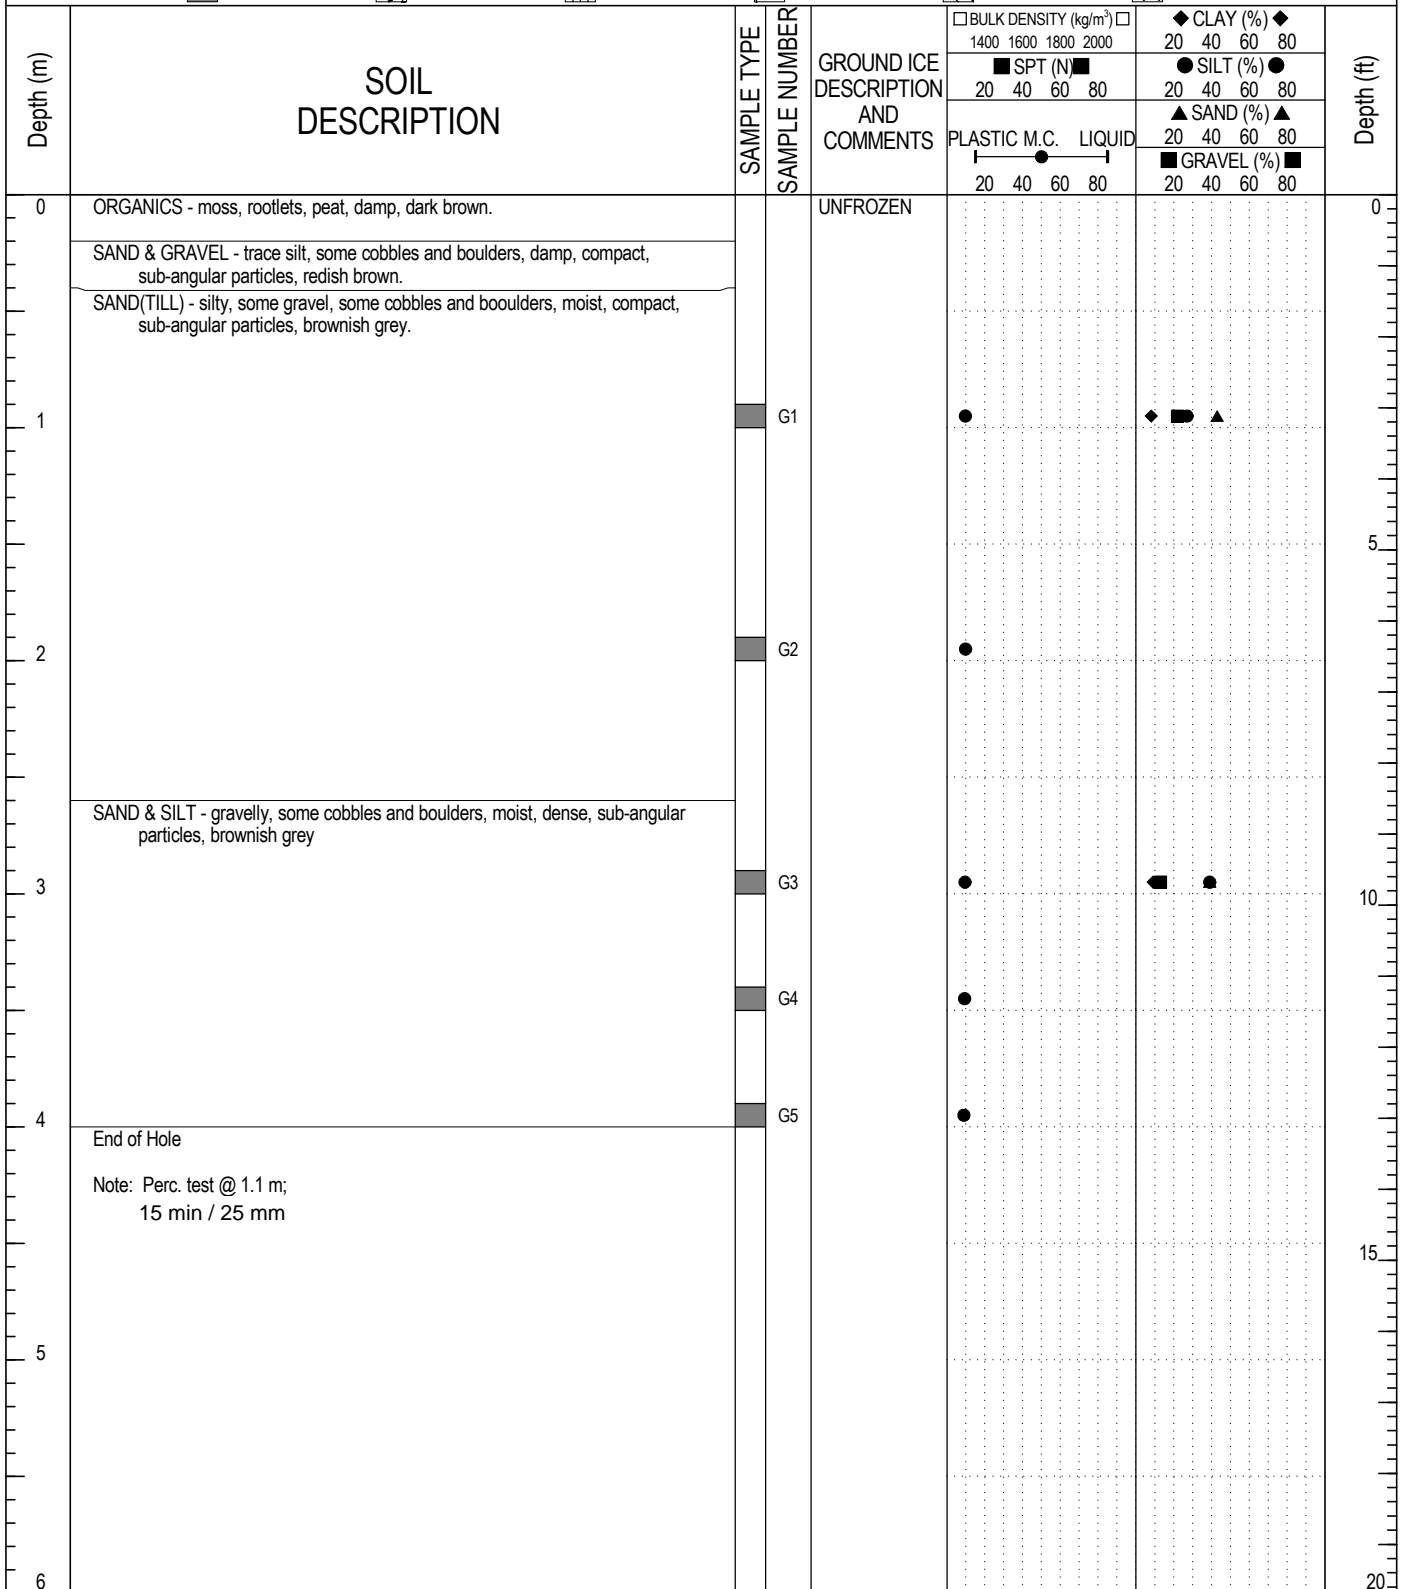 Depth (m)
SOIL
DESCRIPTION
SAMPLE TYPE
SAMPLE NUMBER
GROUND ICE
DESCRIPTION
AND
COMMENTS
□ BULK DENSITY (kg/m³) □
1400 1600 1800 2000
■ SPT (N) ■
20 40 60 80
PLASTIC M.C. LIQUID
20 40 60 80
◆ CLAY (%) ◆
20 40 60 80
● SILT (%) ●
20 40 60 80
▲ SAND (%) ▲
20 40 60 80
■ GRAVEL (%) ■
20 40 60 80
Depth (ft)
0
ORGANICS - moss, rootlets, peat, damp, dark brown.
UNFROZEN
0
SAND & GRAVEL - trace silt, some cobbles and boulders, damp, compact,
sub-angular particles, redish brown.
SAND(TILL) - silty, some gravel, some cobbles and booulders, moist, compact,
sub-angular particles, brownish grey.
1
G1
5
2
G2
SAND & SILT - gravelly, some cobbles and boulders, moist, dense, sub-angular
particles, brownish grey
3
G3
10
G4
4
G5
End of Hole
Note: Perc. test @ 1.1 m;
15 min / 25 mm
15
5
6
20